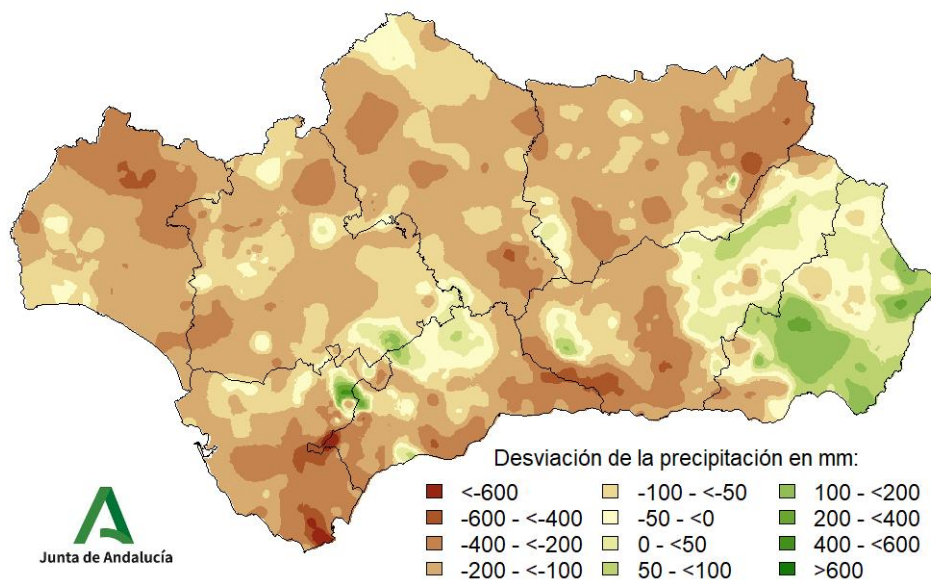 Desviación de la precipitación en mm:
<-600
-600 - <-400
-400 - <-200
-200 - <-100
-100 - <-50
-50 - <0
0 - <50
50 - <100
100 - <200
200 - <400
400 - <600
>600
Junta de Andalucía